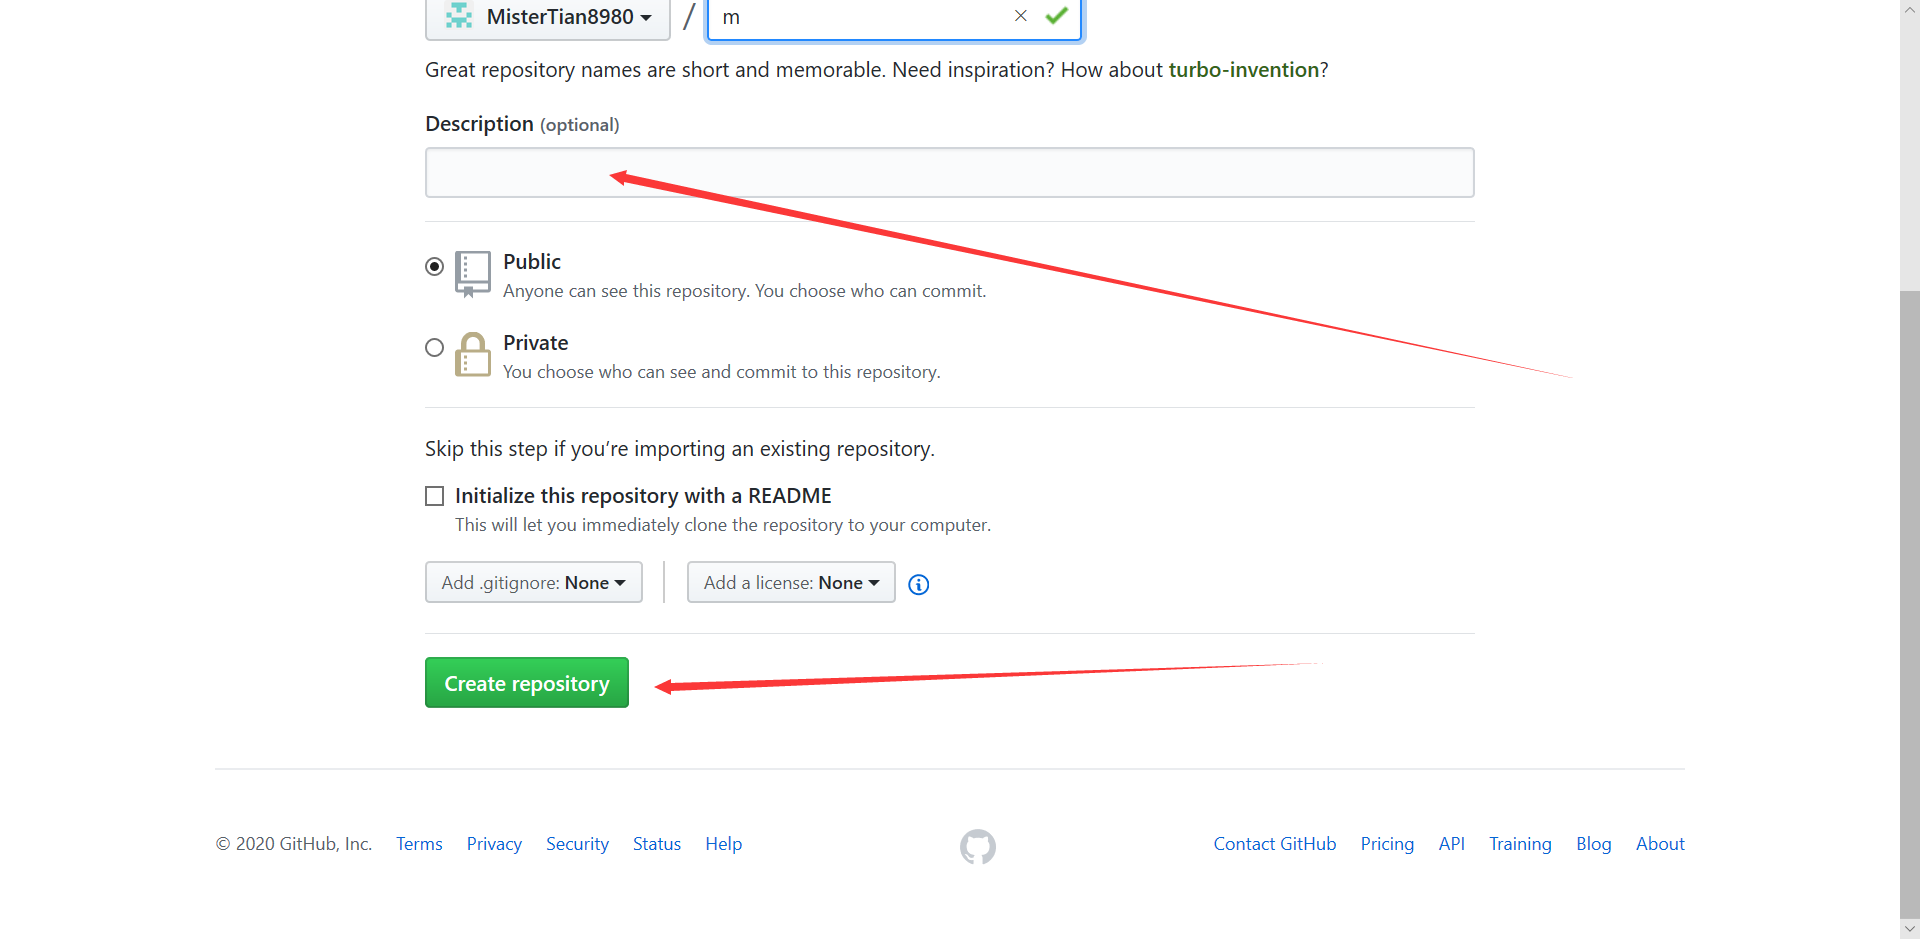 MisterTian8980 / m
Great repository names are short and memorable. Need inspiration? How about turbo-invention?
Description (optional)
Public
Anyone can see this repository. You choose who can commit.
Private
You choose who can see and commit to this repository.
Skip this step if you’re importing an existing repository.
Initialize this repository with a README
This will let you immediately clone the repository to your computer.
Add .gitignore: None Add a license: None
Create repository
© 2020 GitHub, Inc. Terms Privacy Security Status Help Contact GitHub Pricing API Training Blog About